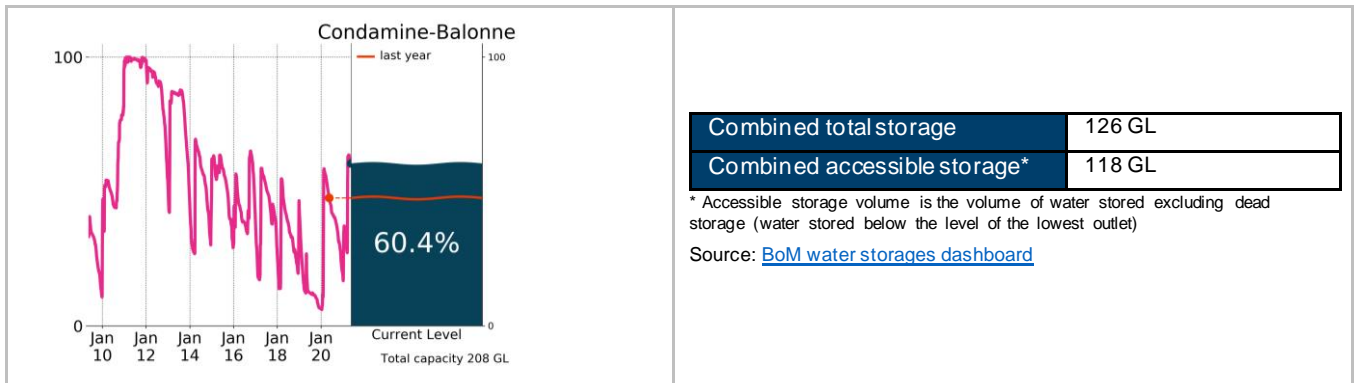 Condamine-Balonne
last year
100
100
60.4%
0
0
Jan Jan Jan Jan Jan Jan
10 12 14 16 18 20
Current Level
Total capacity 208 GL
Combined total storage 126 GL
Combined accessible storage* 118 GL
* Accessible storage volume is the volume of water stored excluding dead
storage (water stored below the level of the lowest outlet)
Source: BoM water storages dashboard